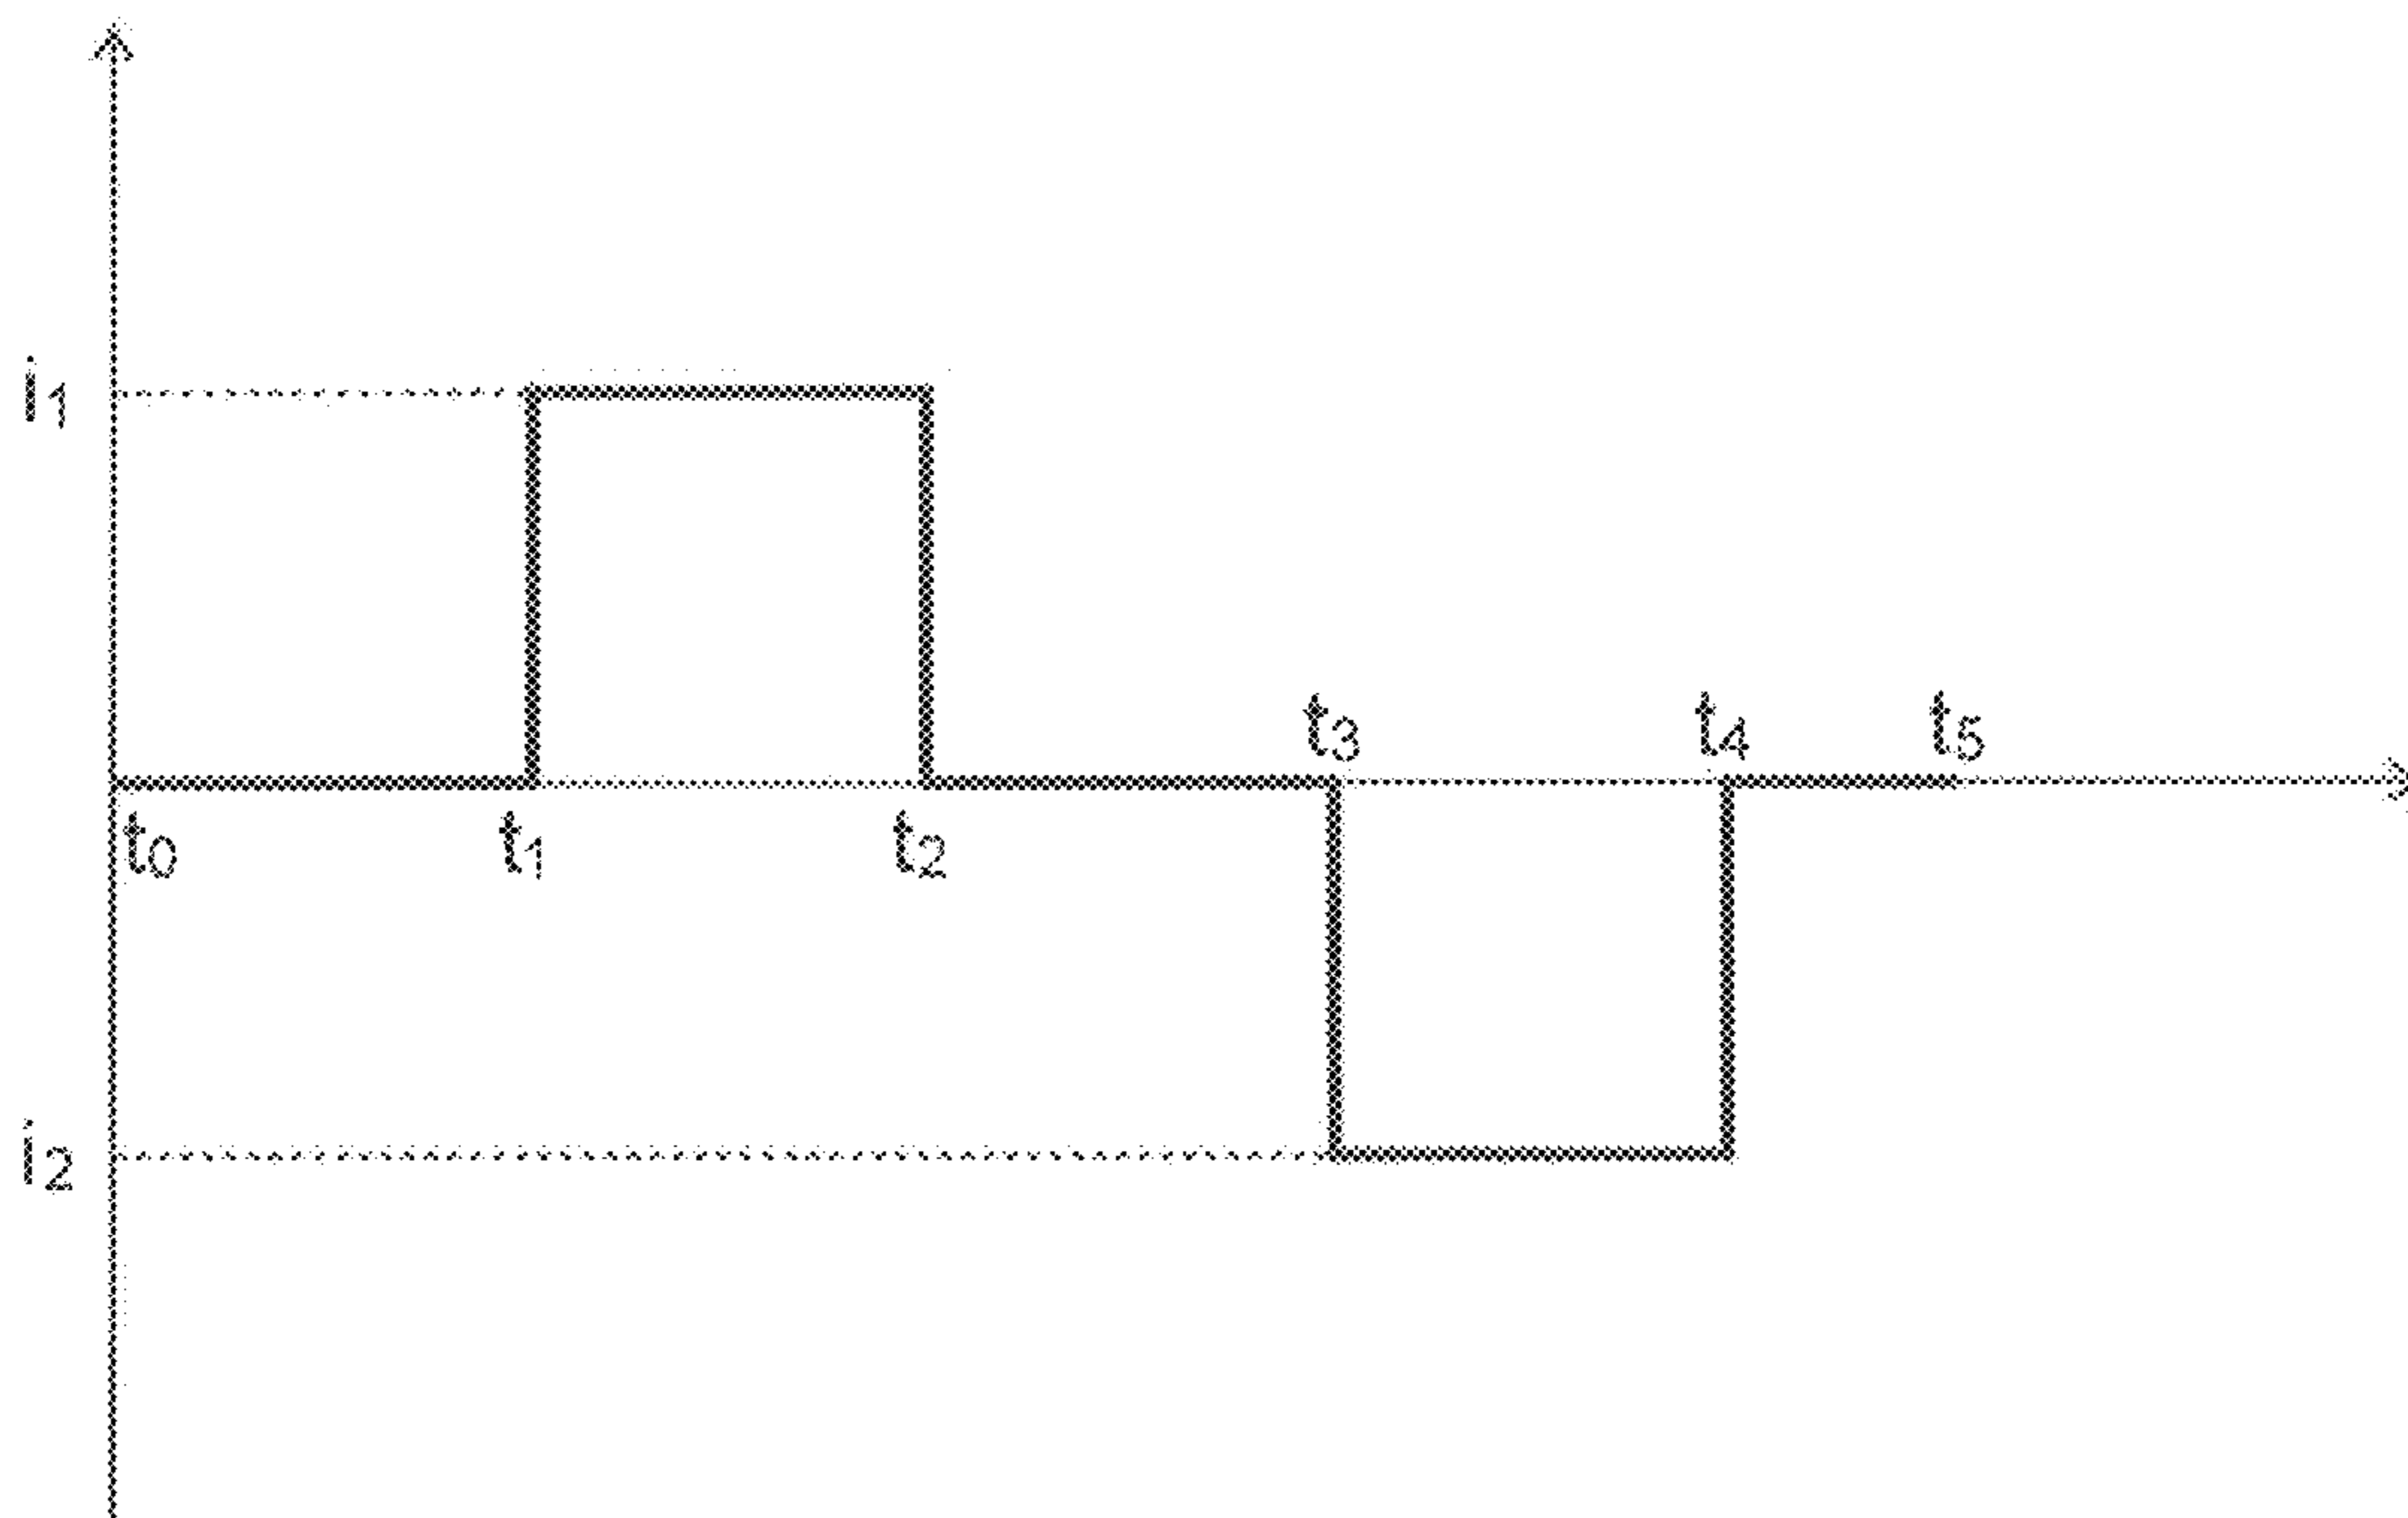 i₁
t₃ t₄ t₅
t₀ t₁ t₂
i₂